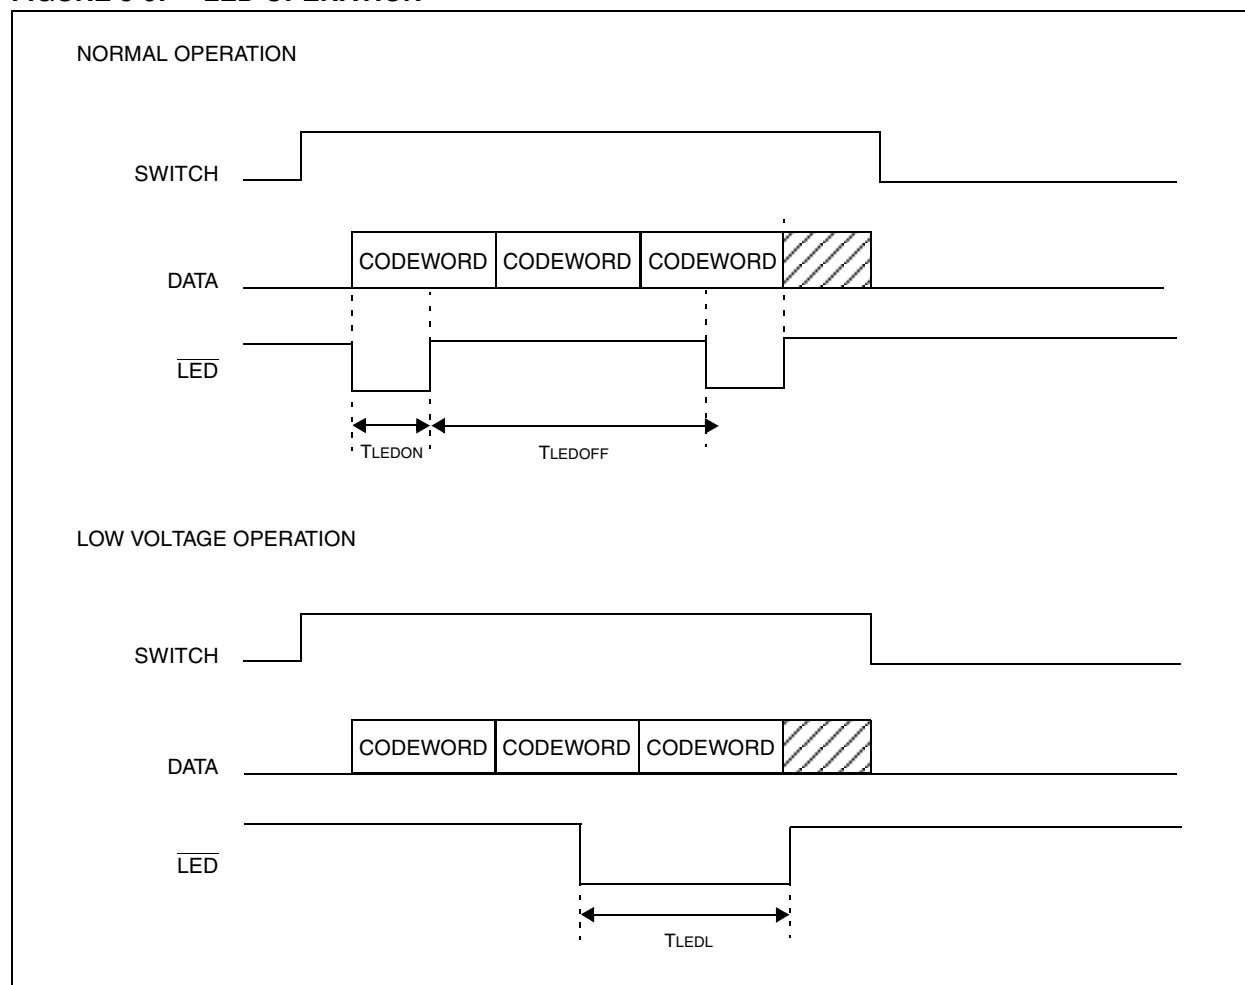 NORMAL OPERATION
SWITCH
CODEWORD CODEWORD CODEWORD
DATA
LED
TLEDON TLEDOFF
LOW VOLTAGE OPERATION
SWITCH
CODEWORD CODEWORD CODEWORD
DATA
LED
TLEDL